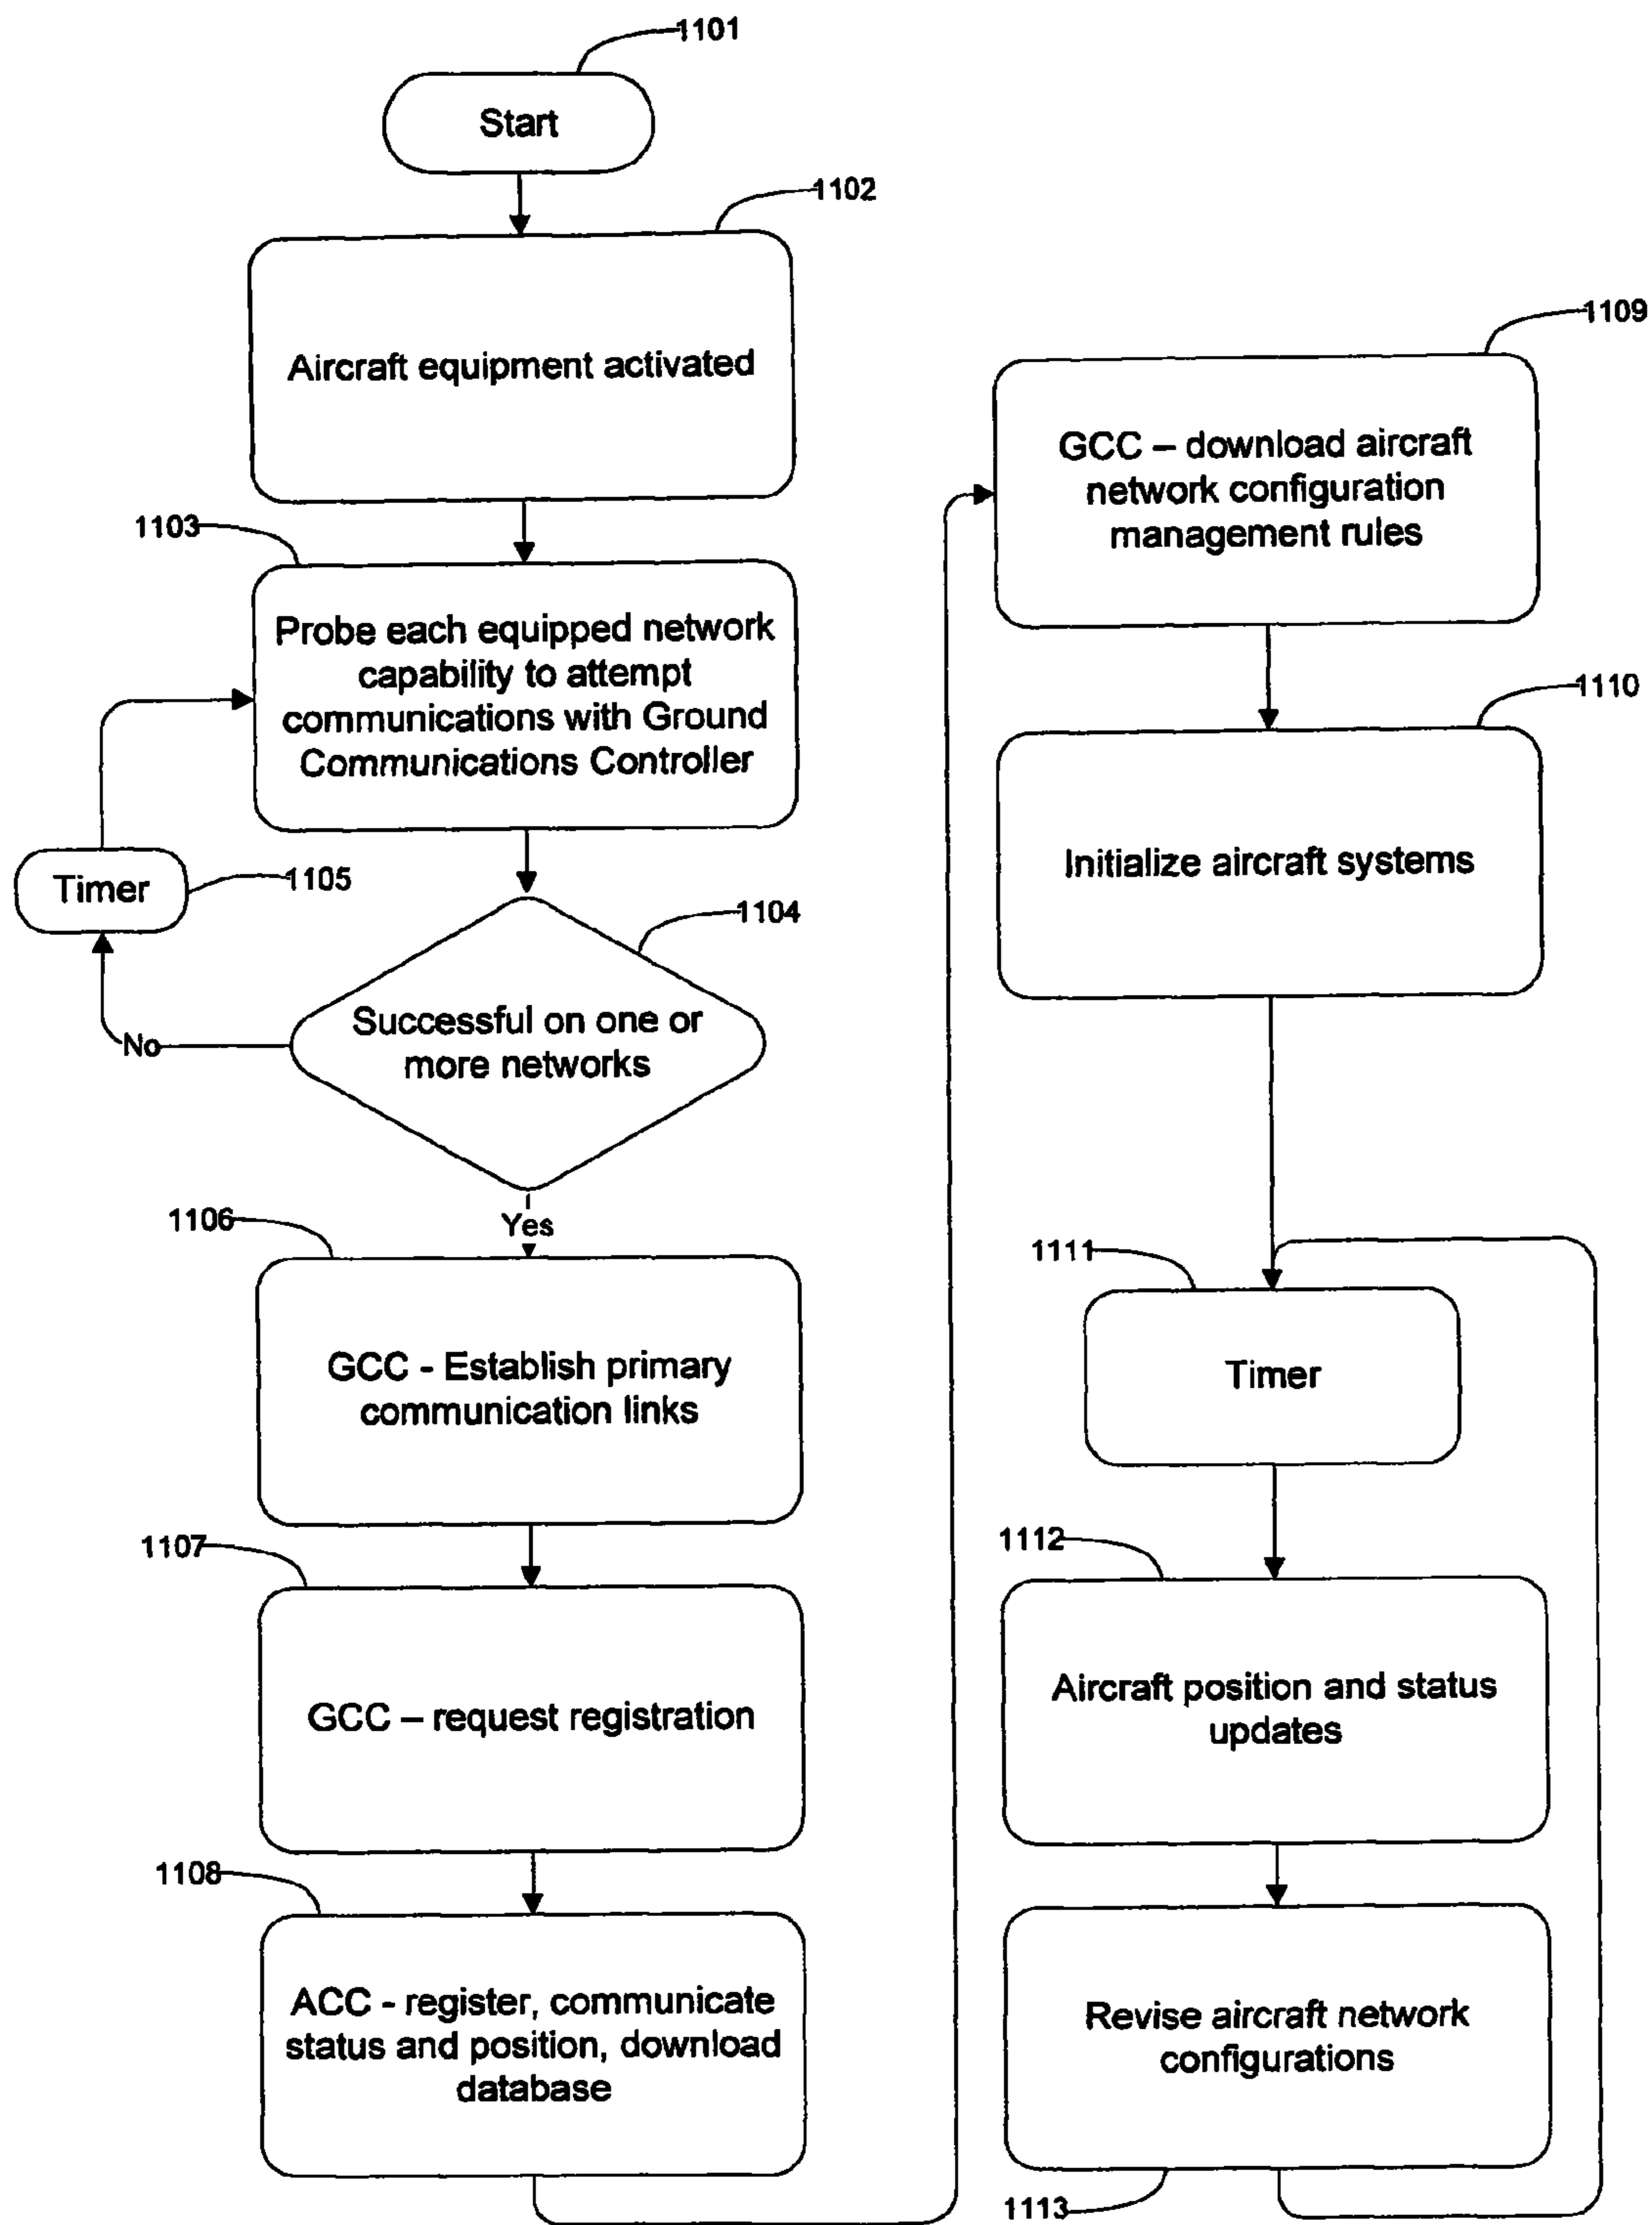 1101
Start
1102
Aircraft equipment activated
1103
Probe each equipped network
capability to attempt
communications with Ground
Communications Controller
Timer
1105
1104
Successful on one or
more networks
No
Yes
1106
GCC - Establish primary
communication links
1107
GCC – request registration
1108
ACC - register, communicate
status and position, download
database
1109
GCC – download aircraft
network configuration
management rules
1110
Initialize aircraft systems
1111
Timer
1112
Aircraft position and status
updates
Revise aircraft network
configurations
1113